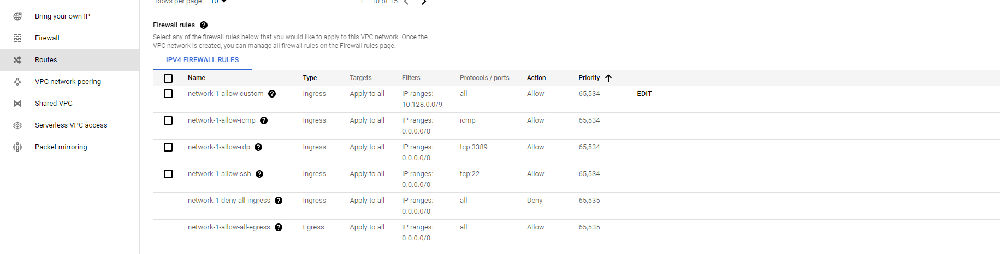 Rows per page: 10
1 – 10 of 15
Bring your own IP
Firewall
Routes
VPC network peering
Shared VPC
Serverless VPC access
Packet mirroring
Firewall rules
Select any of the firewall rules below that you would like to apply to this VPC network. Once the
VPC network is created, you can manage all firewall rules on the Firewall rules page.
IPV4 FIREWALL RULES
Name Type Targets Filters Protocols / ports Action Priority
network-1-allow-custom Ingress Apply to all IP ranges: all Allow 65,534 EDIT
10.128.0.0/9
network-1-allow-icmp Ingress Apply to all IP ranges: icmp Allow 65,534
0.0.0.0/0
network-1-allow-rdp Ingress Apply to all IP ranges: tcp:3389 Allow 65,534
0.0.0.0/0
network-1-allow-ssh Ingress Apply to all IP ranges: tcp:22 Allow 65,534
0.0.0.0/0
network-1-deny-all-ingress Ingress Apply to all IP ranges: all Deny 65,535
0.0.0.0/0
network-1-allow-all-egress Egress Apply to all IP ranges: all Allow 65,535
0.0.0.0/0